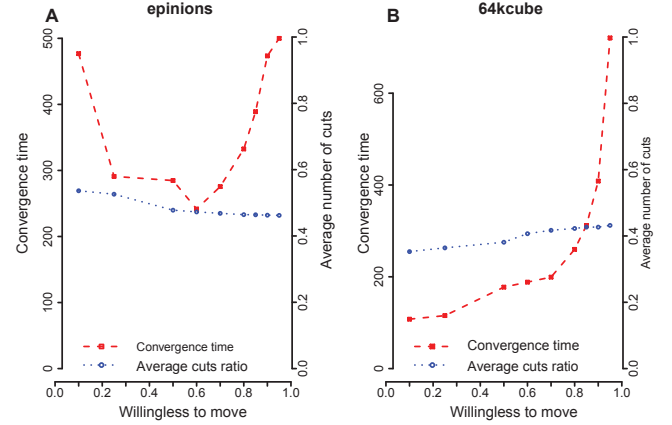 A epinions
B 64kcube
Convergence time
0 100 200 300 400 500
Average number of cuts
0.0 0.2 0.4 0.6 0.8 1.0
Convergence time
Average cuts ratio
0.0 0.2 0.4 0.6 0.8 1.0
Willingless to move
Convergence time
0 200 400 600
Average number of cuts
0.0 0.2 0.4 0.6 0.8 1.0
Convergence time
Average cuts ratio
0.0 0.2 0.4 0.6 0.8 1.0
Willingless to move